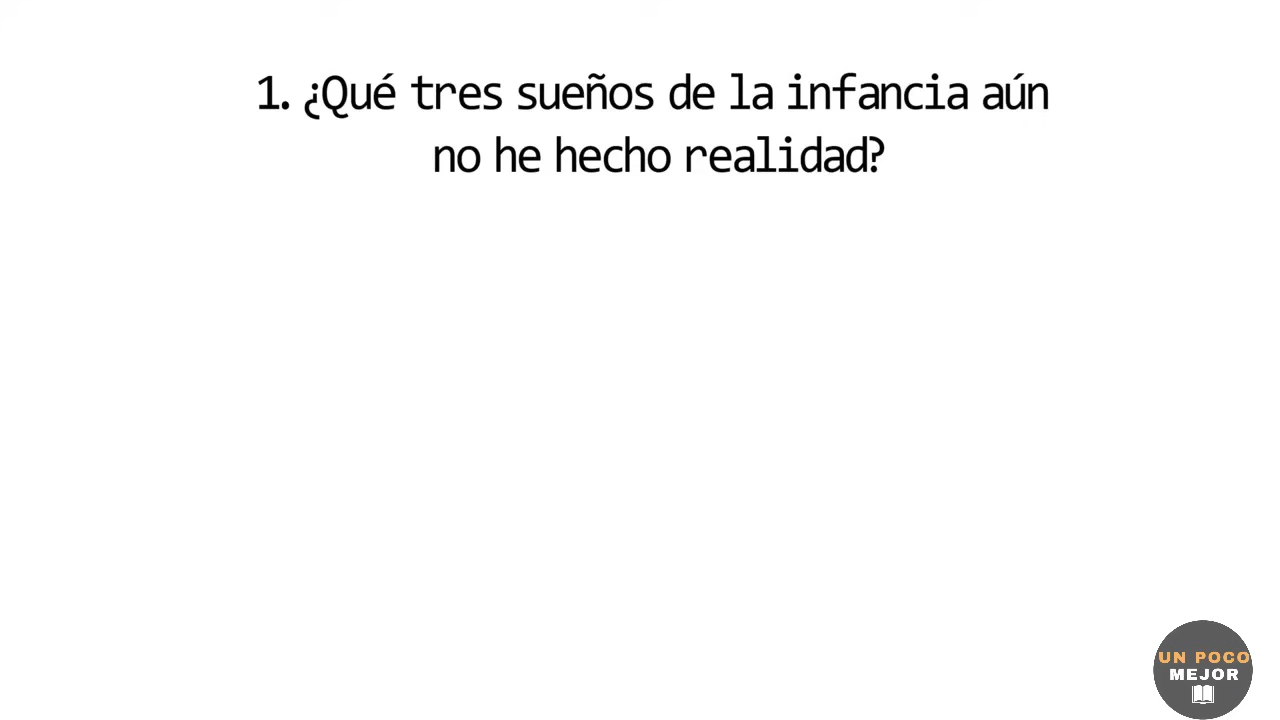 1. ¿Qué tres sueños de la infancia aún
no he hecho realidad?
UN POCO
MEJOR